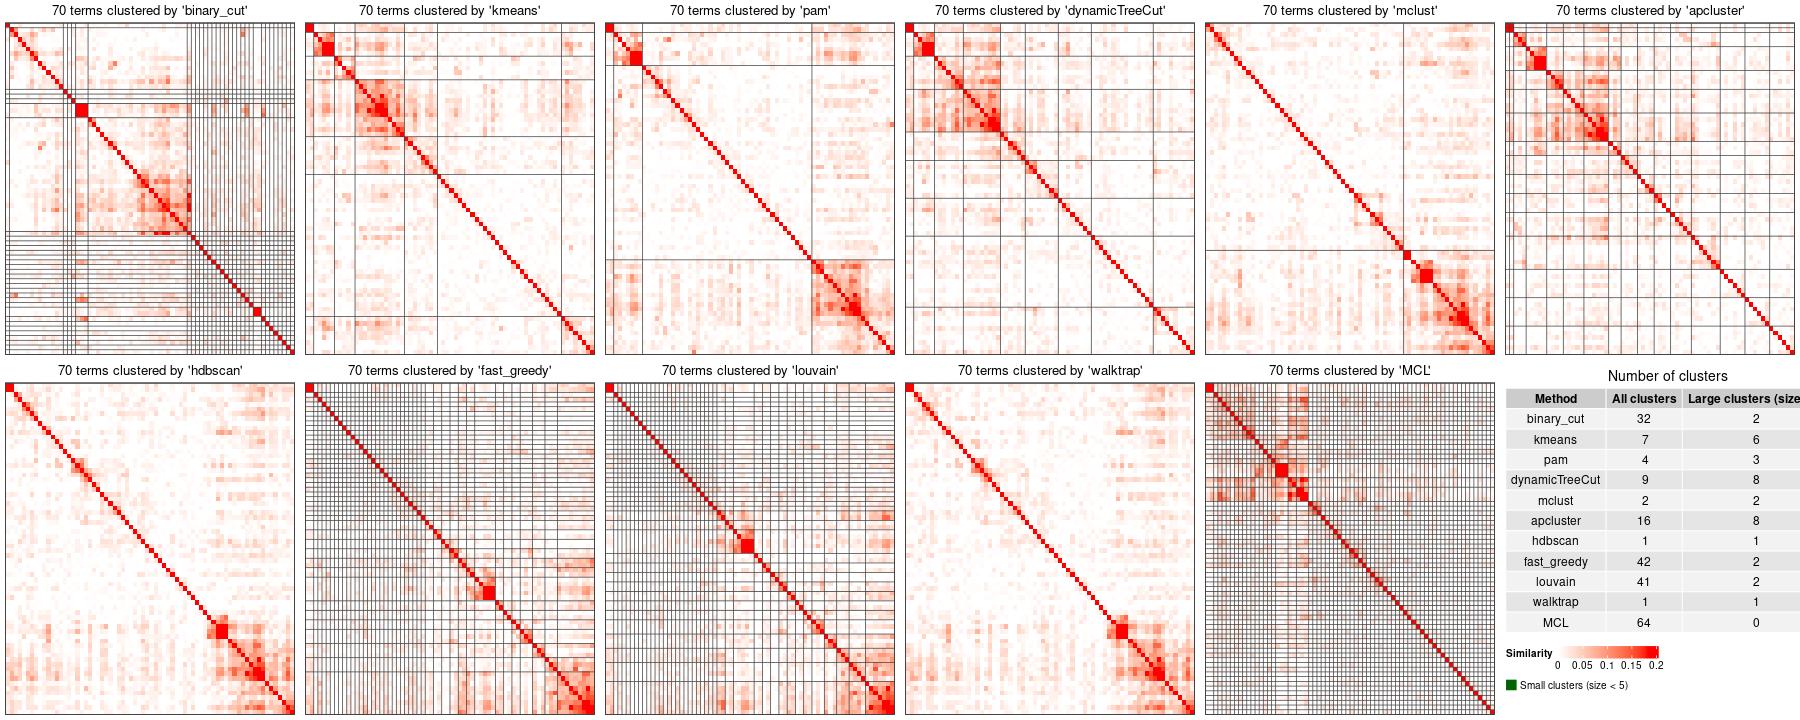 70 terms clustered by 'binary_cut'
70 terms clustered by 'kmeans'
70 terms clustered by 'pam'
70 terms clustered by 'dynamicTreeCut'
70 terms clustered by 'mclust'
70 terms clustered by 'apcluster'
70 terms clustered by 'hdbscan'
70 terms clustered by 'fast_greedy'
70 terms clustered by 'louvain'
70 terms clustered by 'walktrap'
70 terms clustered by 'MCL'
Number of clusters
Method All clusters Large clusters (size
binary_cut 32 2
kmeans 7 6
pam 4 3
dynamicTreeCut 9 8
mclust 2 2
apcluster 16 8
hdbscan 1 1
fast_greedy 42 2
louvain 41 2
walktrap 1 1
MCL 64 0
Similarity
0 0.05 0.1 0.15 0.2
Small clusters (size < 5)